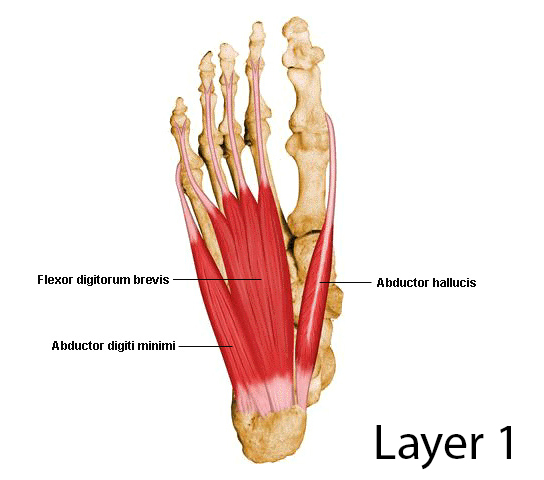 Flexor digitorum brevis
Abductor hallucis
Abductor digiti minimi
Layer 1